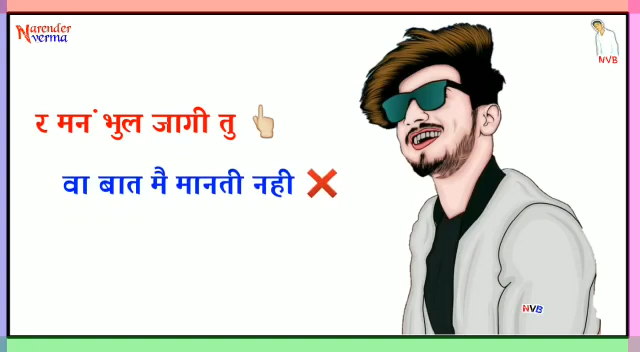 Narender
verma
NVB
र मनं भुल जागी तु 👆🏻
वा बात मै मानती नही ❌
NVB